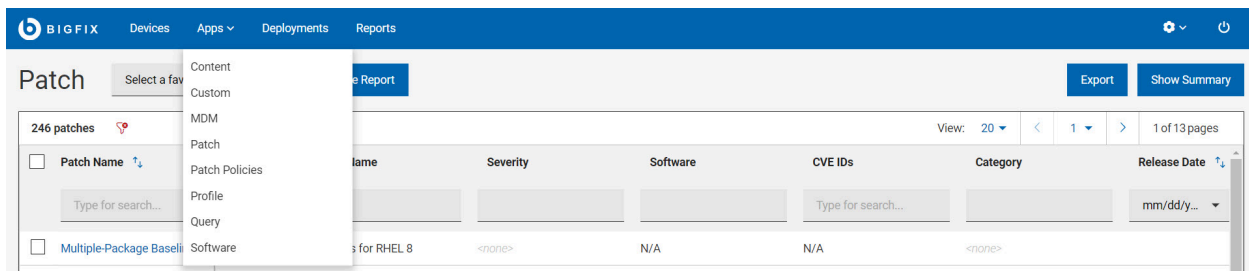 BIGFIX Devices Apps Deployments Reports
Content
Custom
MDM
Patch
Patch Policies
Profile
Query
Software
Patch Select a fav e Report Export Show Summary
246 patches View: 20 1 1 of 13 pages
Patch Name lame Severity Software CVE IDs Category Release Date
Type for search... Type for search... mm/dd/y...
Multiple-Package Baseli s for RHEL 8 <none> N/A N/A <none>